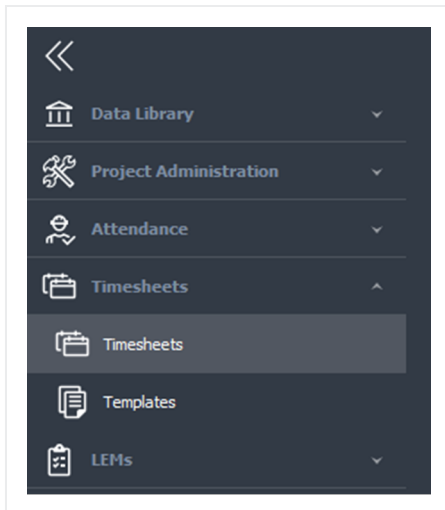 Data Library
Project Administration
Attendance
Timesheets
Timesheets
Templates
LEMs